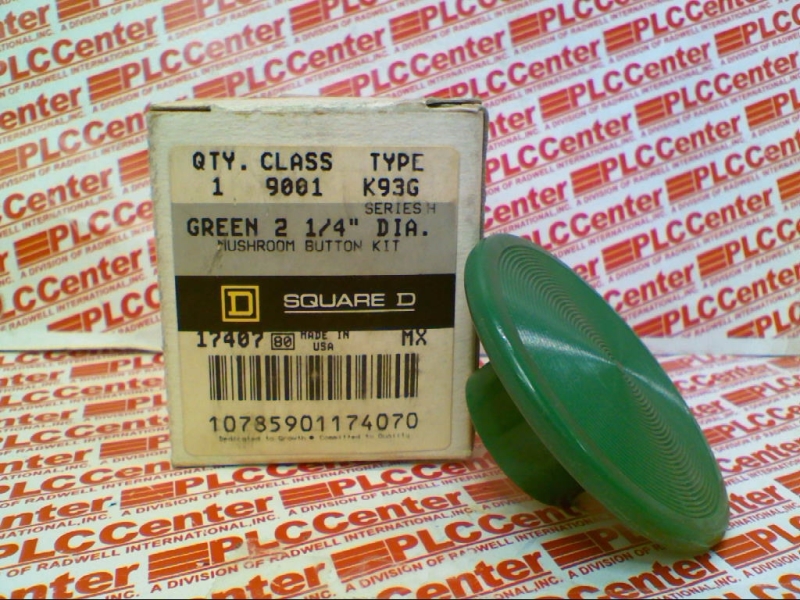 QTY. CLASS TYPE
1 9001 K93G
SERIES H
GREEN 2 1/4" DIA.
MUSHROOM BUTTON KIT
D SQUARE D
17407 80 MADE IN USA MX
10785901174070
Dedicated to Growth • Committed to Quality
PLCCenter
A DIVISION OF RADWELL INTERNATIONAL, INC.